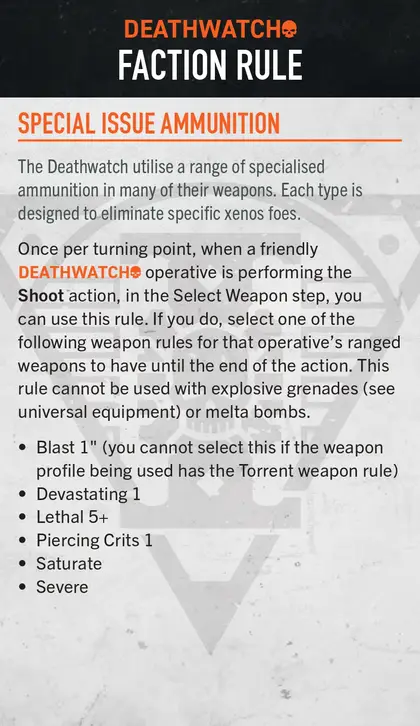 DEATHWATCH
FACTION RULE
SPECIAL ISSUE AMMUNITION
The Deathwatch utilise a range of specialised
ammunition in many of their weapons. Each type is
designed to eliminate specific xenos foes.
Once per turning point, when a friendly
DEATHWATCH operative is performing the
Shoot action, in the Select Weapon step, you
can use this rule. If you do, select one of the
following weapon rules for that operative’s ranged
weapons to have until the end of the action. This
rule cannot be used with explosive grenades (see
universal equipment) or melta bombs.
• Blast 1" (you cannot select this if the weapon
profile being used has the Torrent weapon rule)
• Devastating 1
• Lethal 5+
• Piercing Crits 1
• Saturate
• Severe